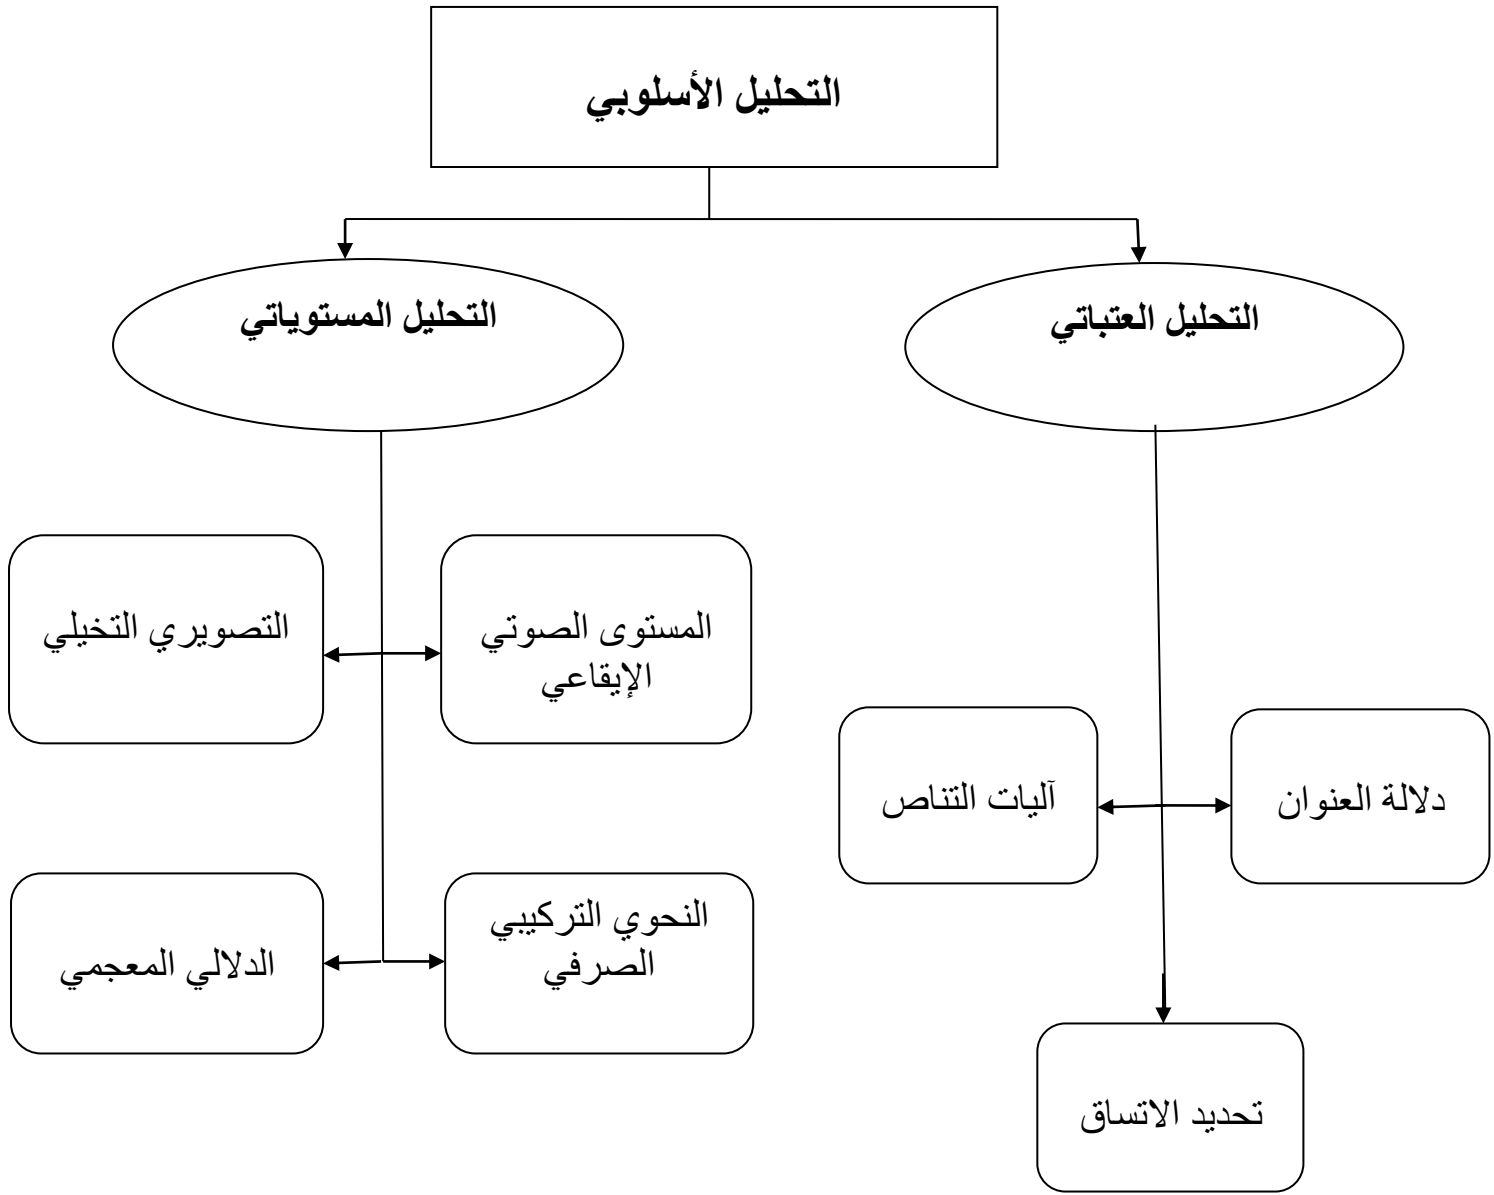 التحليل الأسلوبي
التحليل العتباتي
التحليل المستوياتي
المستوى الصوتي
الإيقاعي
التصويري التخيلي
دلالة العنوان
آليات التناص
النحوي التركيبي
الصرفي
الدلالي المعجمي
تحديد الاتساق